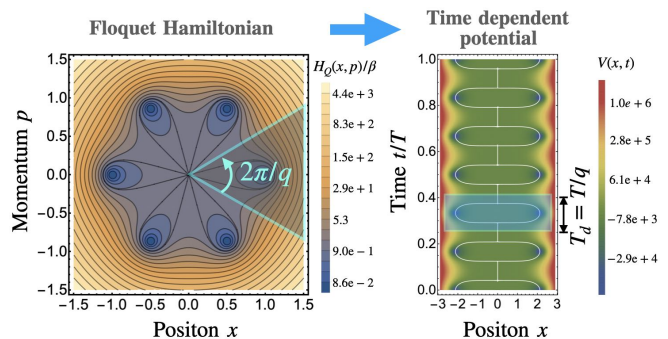 Floquet Hamiltonian
Time dependent
potential
H_Q(x,p)/β
4.4e + 3
8.3e + 2
1.5e + 2
2.9e + 1
5.3
9.0e − 1
8.6e − 2
2π/q
Momentum p
1.5
1.0
0.5
0.0
−0.5
−1.0
−1.5
−1.5 −1.0 −0.5 0.0 0.5 1.0 1.5
Positon x
V(x,t)
1.0e + 6
2.8e + 5
6.1e + 4
−7.8e + 3
−2.9e + 4
T_d = T/q
Time t/T
1.0
0.8
0.6
0.4
0.2
0.0
−3 −2 −1 0 1 2 3
Positon x